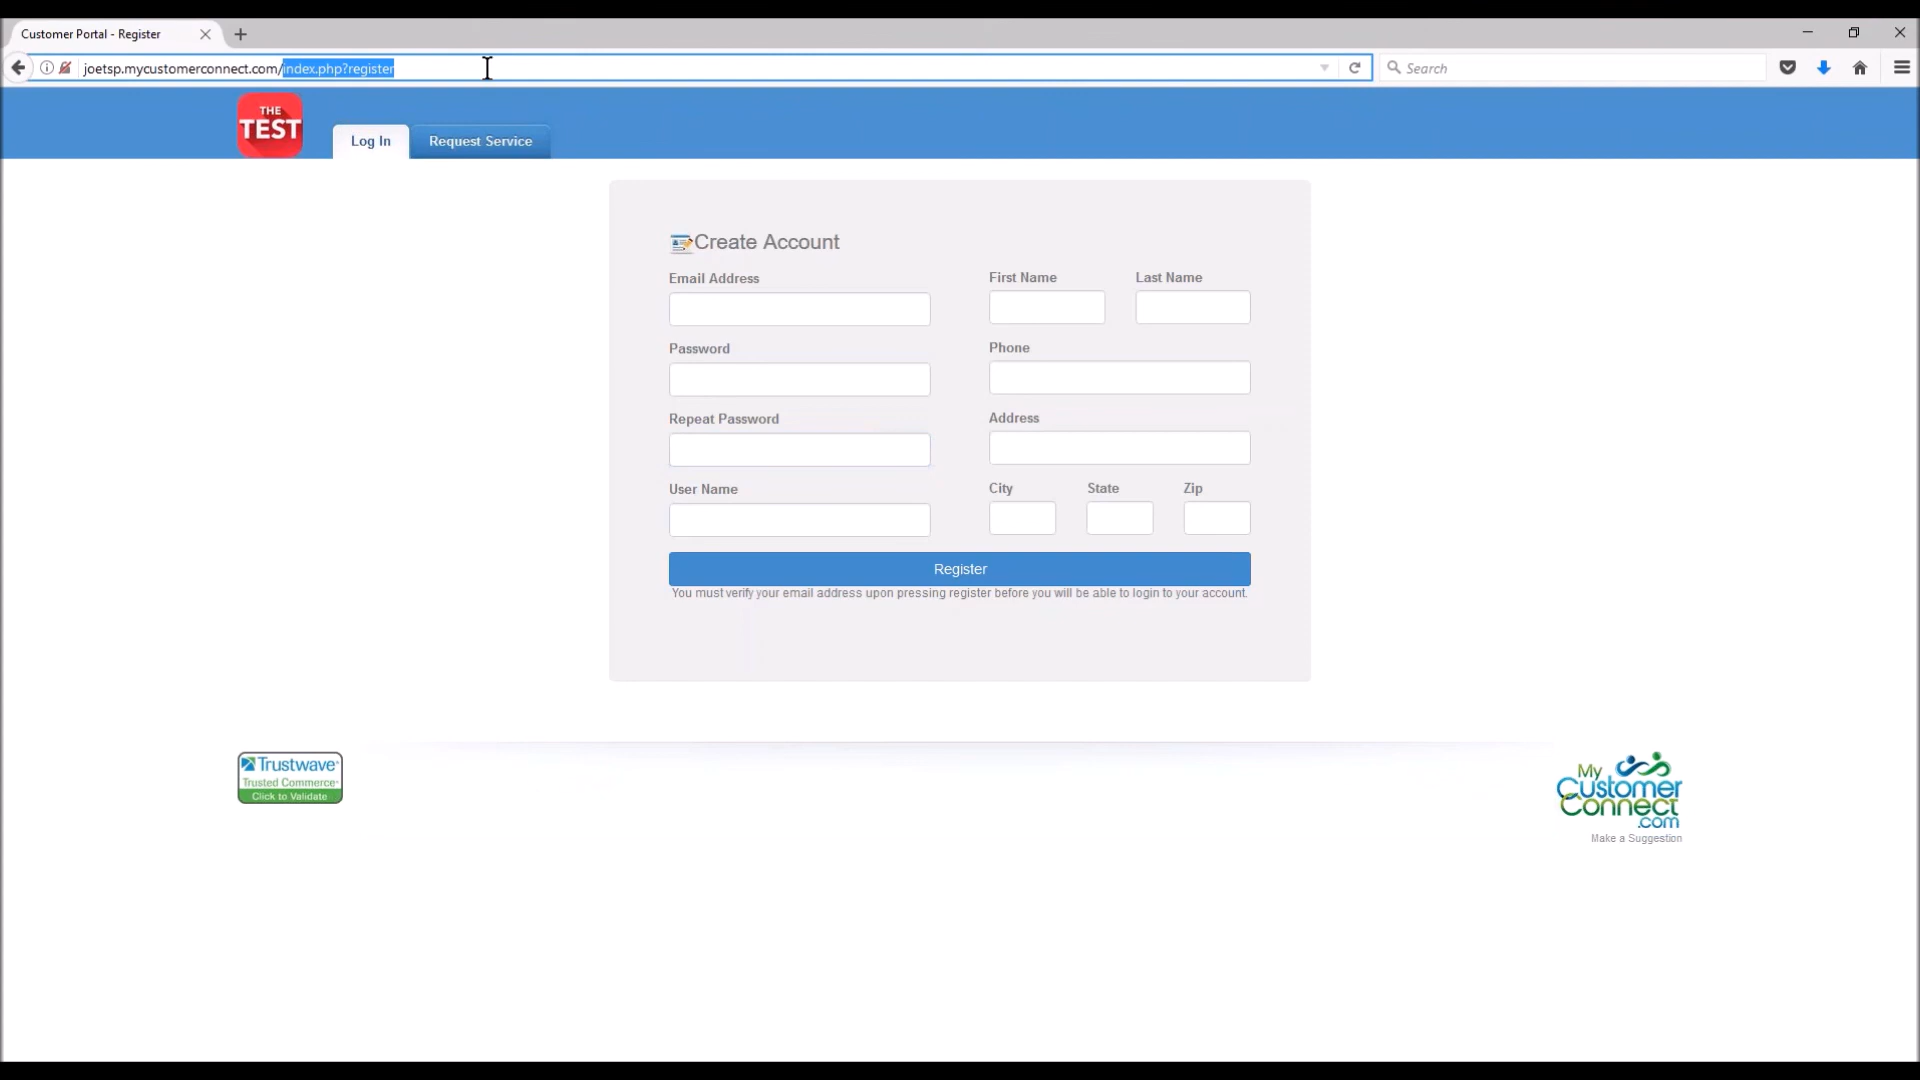 Customer Portal - Register
joetsp.mycustomerconnect.com/index.php?register
Search
THE
TEST
Log In
Request Service
Create Account
Email Address
First Name
Last Name
Password
Phone
Repeat Password
Address
User Name
City
State
Zip
Register
You must verify your email address upon pressing register before you will be able to login to your account.
Trustwave
Trusted Commerce
Click to Validate
My
Customer
Connect
.com
Make a Suggestion